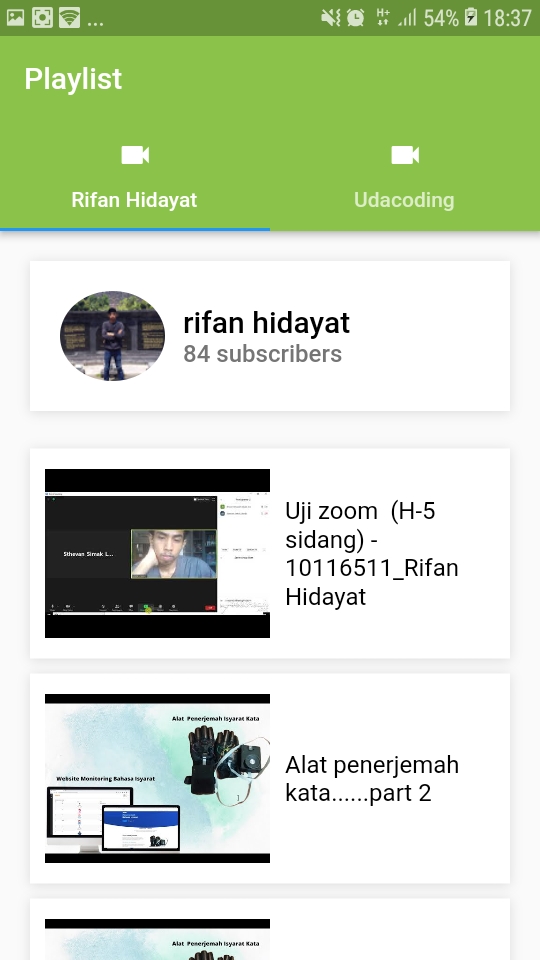 ... H+ 54% 18:37
Playlist
Rifan Hidayat
Udacoding
rifan hidayat
84 subscribers
Sthevan Simak L...
Uji zoom (H-5
sidang) -
10116511_Rifan
Hidayat
Alat Penerjemah Isyarat Kata
Website Monitoring Bahasa Isyarat
Alat penerjemah
kata......part 2
Alat Penerjemah Isyarat Kata